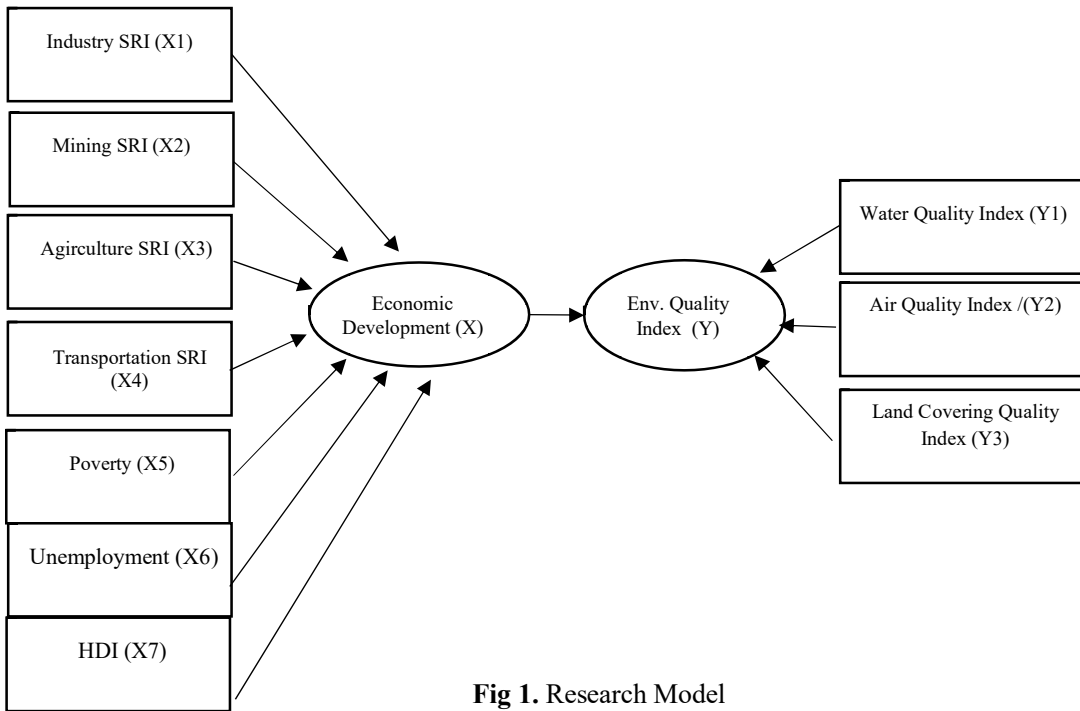 Industry SRI (X1)
Mining SRI (X2)
Agirculture SRI (X3)
Transportation SRI
(X4)
Poverty (X5)
Unemployment (X6)
HDI (X7)
Economic
Development (X)
Env. Quality
Index (Y)
Water Quality Index (Y1)
Air Quality Index /(Y2)
Land Covering Quality
Index (Y3)
Fig 1. Research Model